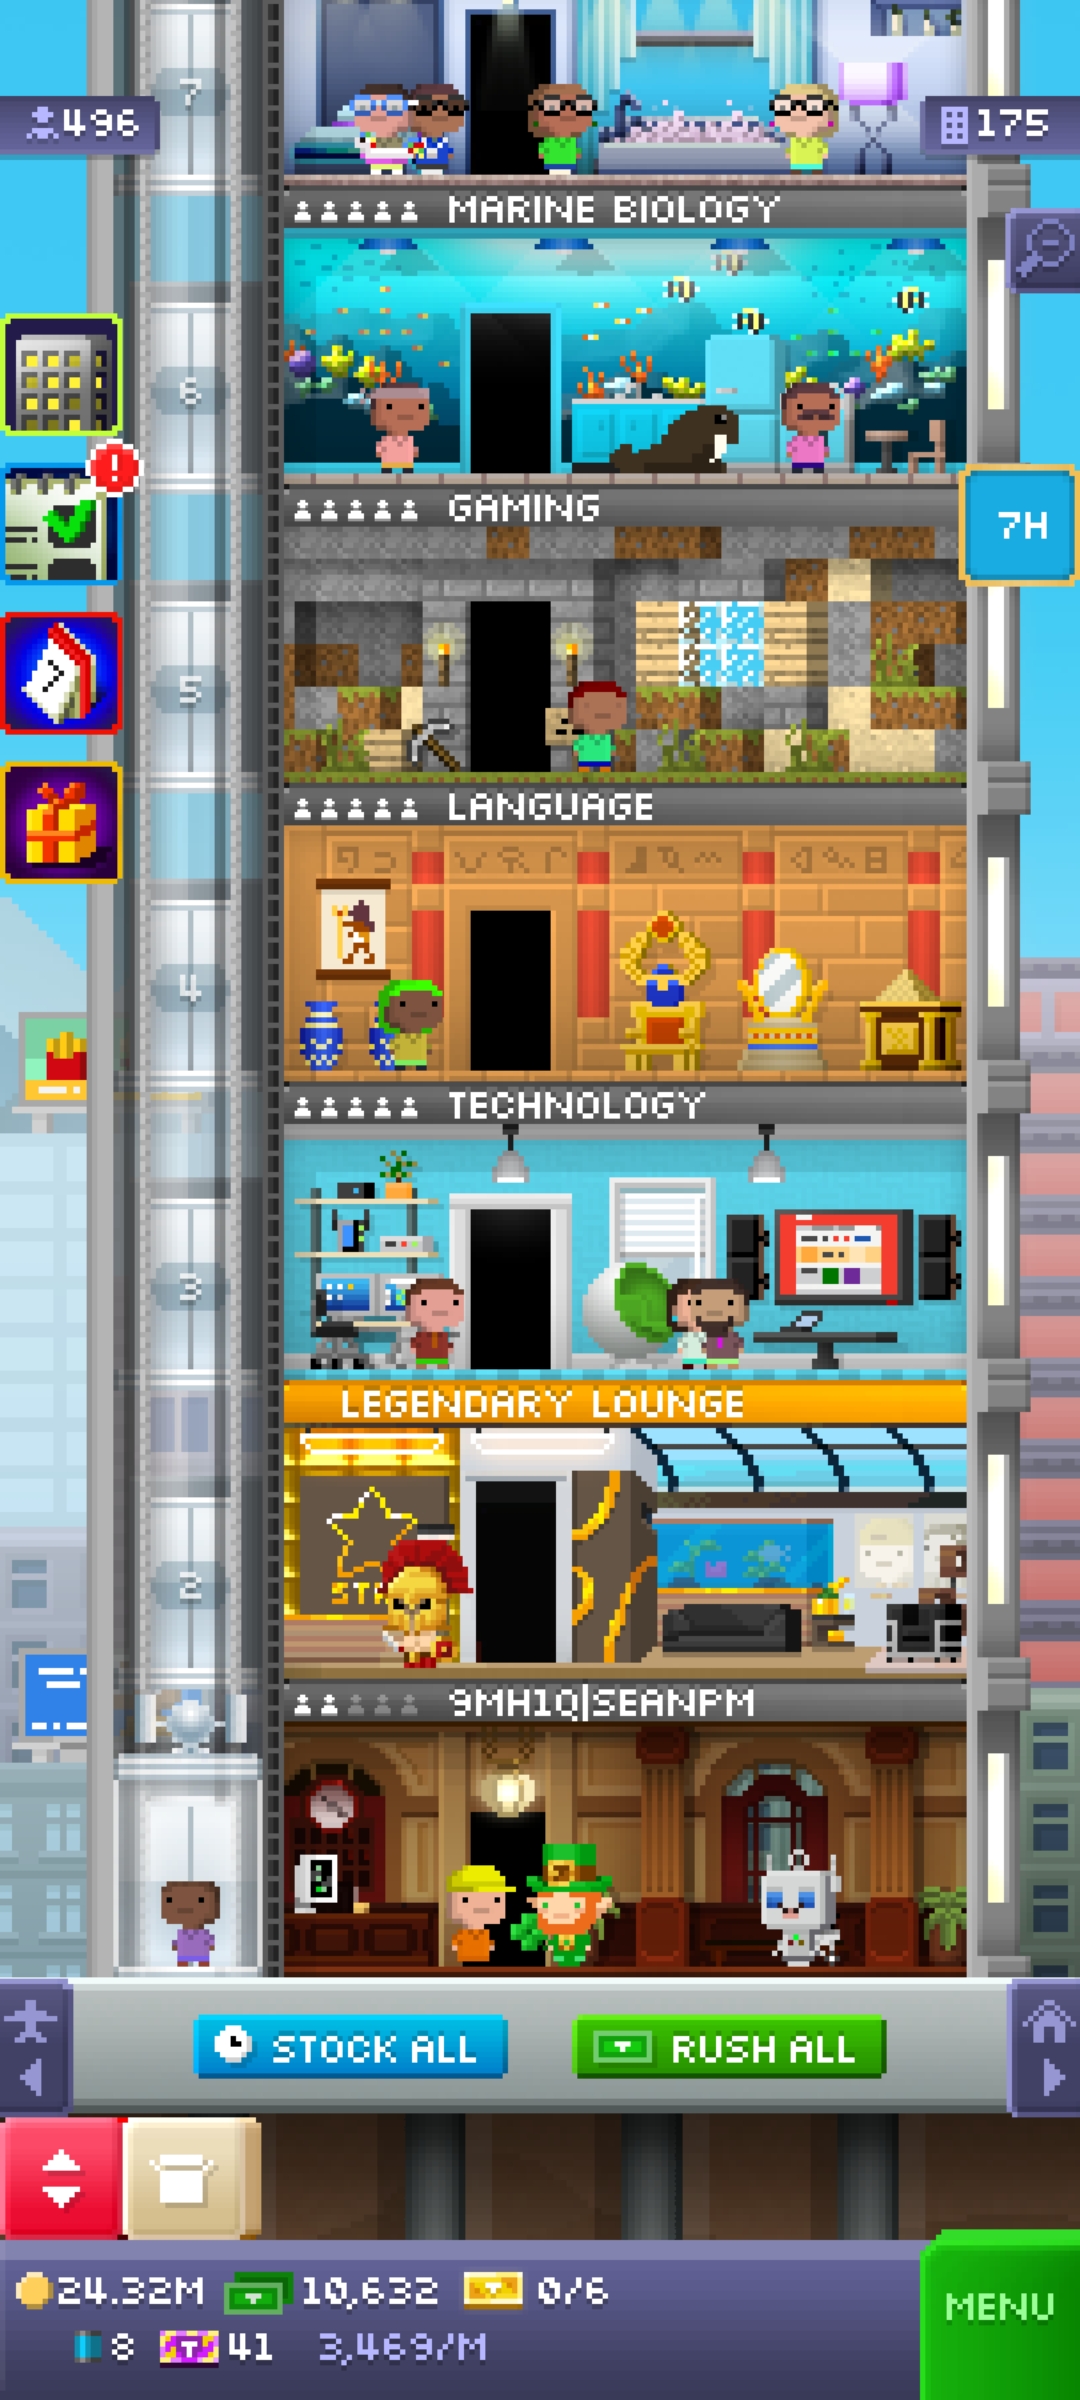 7
496
175
MARINE BIOLOGY
6
GAMING
7H
5
LANGUAGE
4
TECHNOLOGY
3
LEGENDARY LOUNGE
2
9MH1Q|SEANPM
STOCK ALL
RUSH ALL
24.32M 10,632 0/6
8 41 3,469/M
MENU